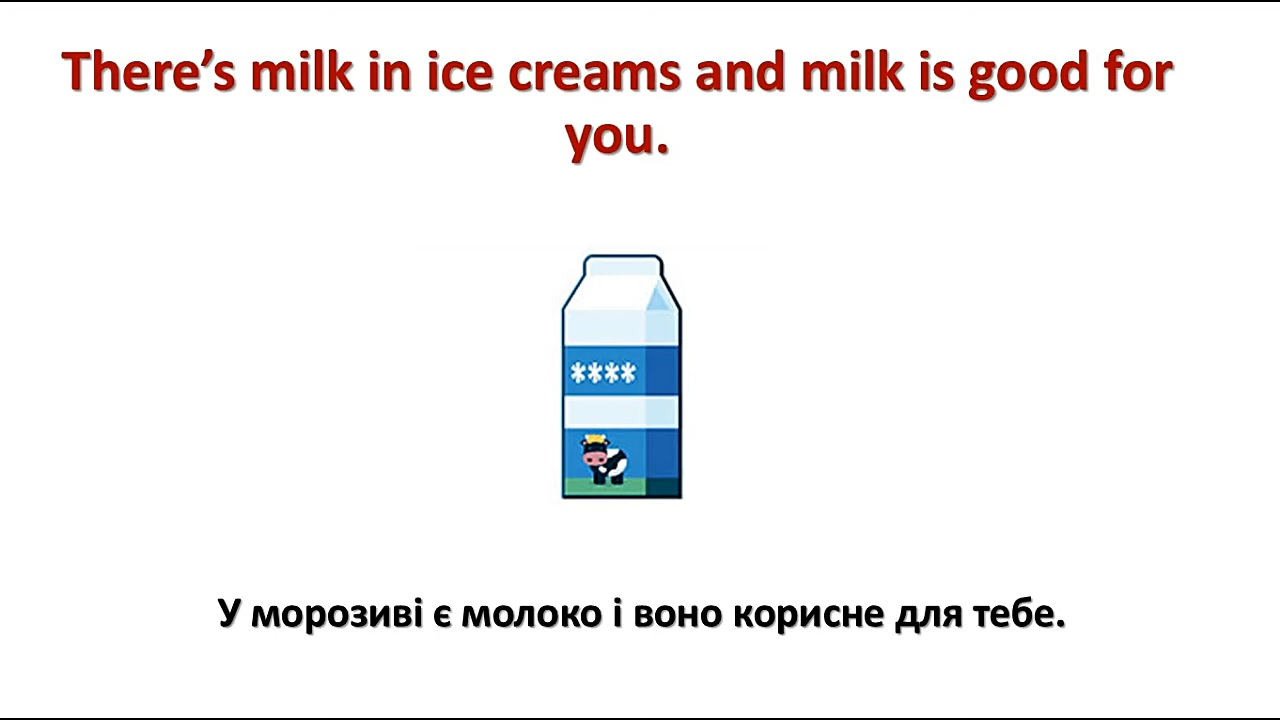 There’s milk in ice creams and milk is good for
you.
****
У морозиві є молоко і воно корисне для тебе.